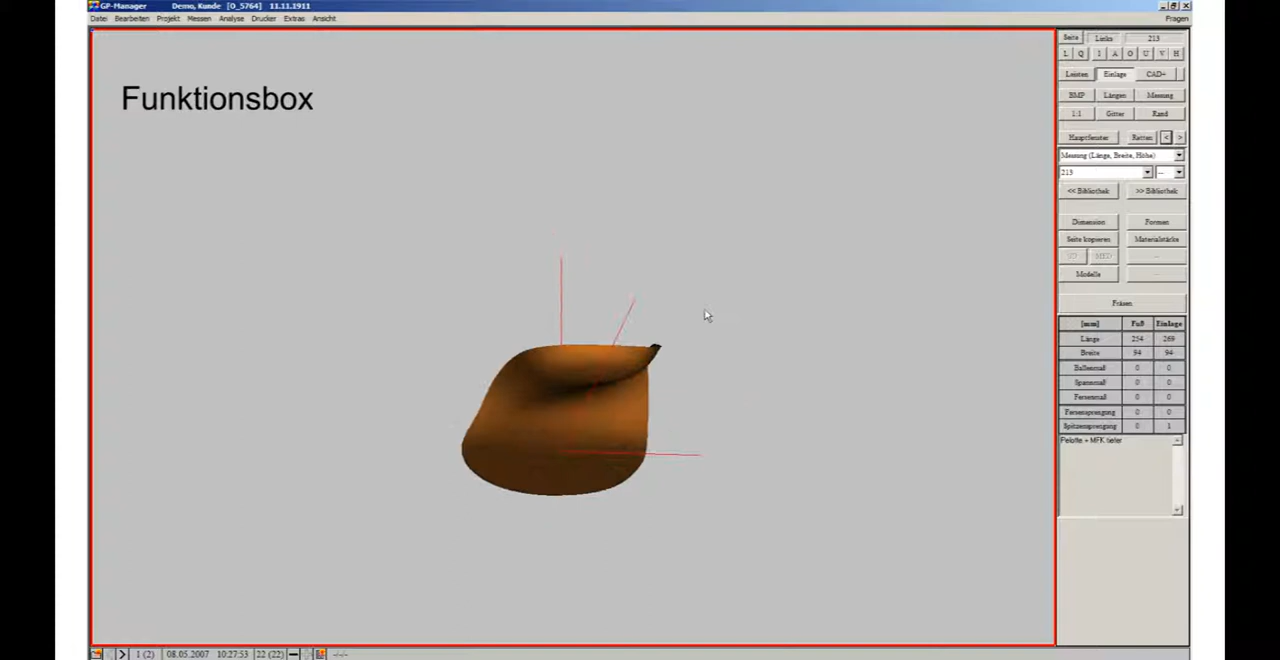 GP-Manager Demo, Kunde [O_5764] 11.11.1911
Datei Bearbeiten Projekt Messen Analyse Drucker Extras Ansicht Fragen
Funktionsbox
Seite Links 213
L Q I A O U V H
Leisten Einlage CAD+
BMP Längen Messung
1:1 Gitter Rand
Hauptfenster Retten < >
Messung (Länge, Breite, Höhe)
213 --
<< Bibliothek >> Bibliothek
Dimension Formen
Seite kopieren Materialstärke
--
Modelle --
Fräsen
[mm] Fuß Einlage
Länge 254 269
Breite 94 94
Ballenmaß 0 0
Spannmaß 0 0
Fersenmaß 0 0
Fersensprengung 0 0
Spitzensprengung 0 1
Pelotte + MFK tiefer
1 (2) 08.05.2007 10:27:53 22 (22) -/-/-